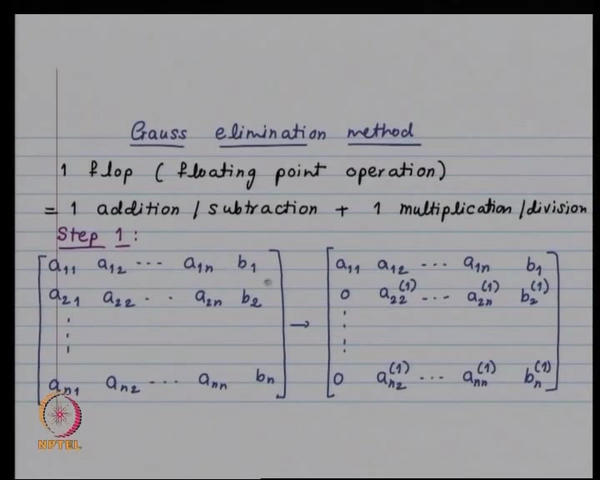 Gauss elimination method
1 flop ( floating point operation)
= 1 addition / subtraction + 1 multiplication/division
Step 1:
a₁₁ a₁₂ ... a₁ₙ b₁ a₁₁ a₁₂ ... a₁ₙ b₁
a₂₁ a₂₂ . . a₂ₙ b₂ → 0 a₂₂⁽¹⁾ ... a₂ₙ⁽¹⁾ b₂⁽¹⁾
aₙ₁ aₙ₂ ... aₙₙ bₙ 0 aₙ₂⁽¹⁾ ... aₙₙ⁽¹⁾ bₙ⁽¹⁾
NPTEL